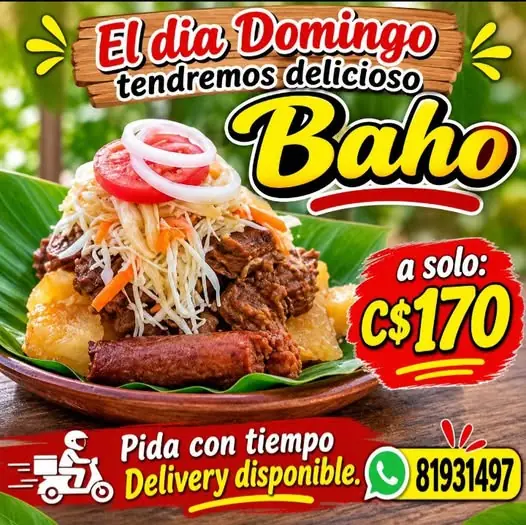 El dia Domingo
tendremos delicioso
Baho
a solo:
C$170
Pida con tiempo
Delivery disponible.
81931497